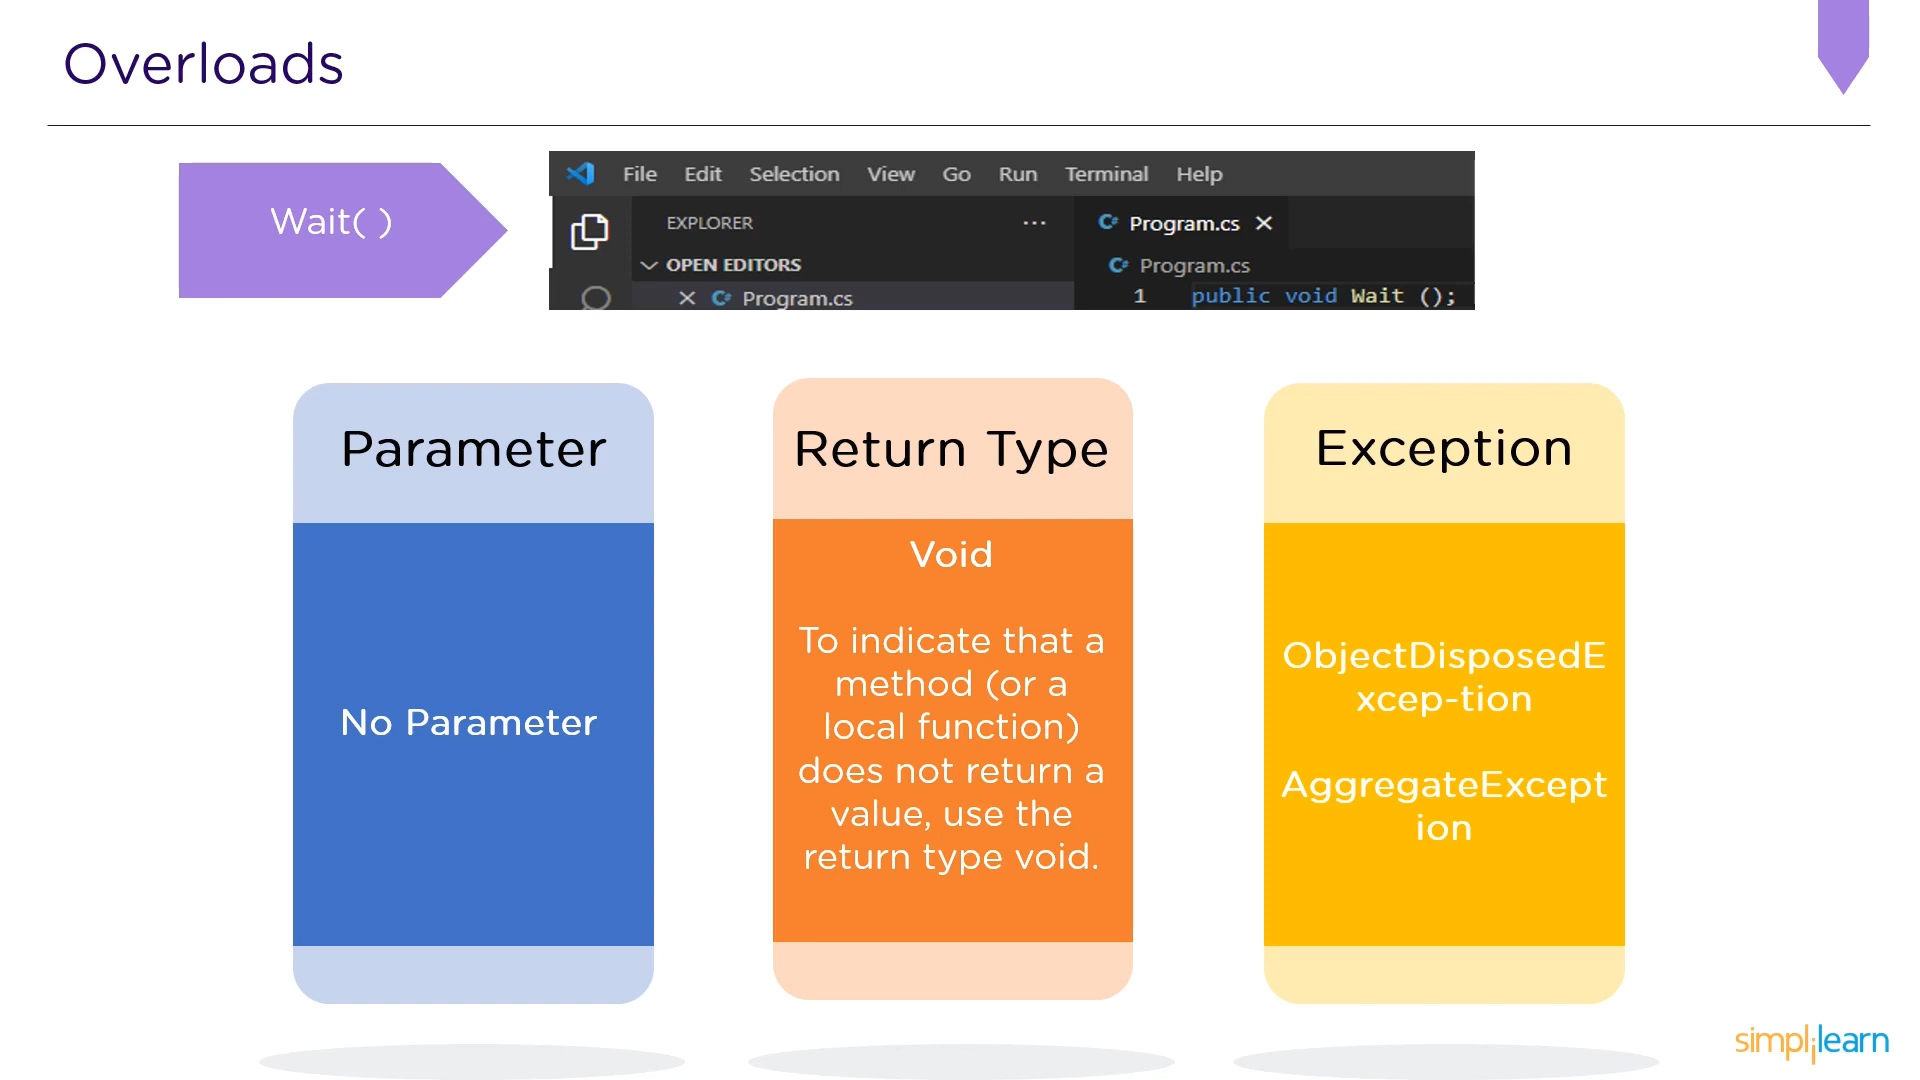 Overloads
Wait( )
File Edit Selection View Go Run Terminal Help
EXPLORER ···
Program.cs
OPEN EDITORS
Program.cs
Program.cs
1 public void Wait ();
Parameter
No Parameter
Return Type
Void
To indicate that a
method (or a
local function)
does not return a
value, use the
return type void.
Exception
ObjectDisposedE
xcep-tion
AggregateExcept
ion
simplilearn